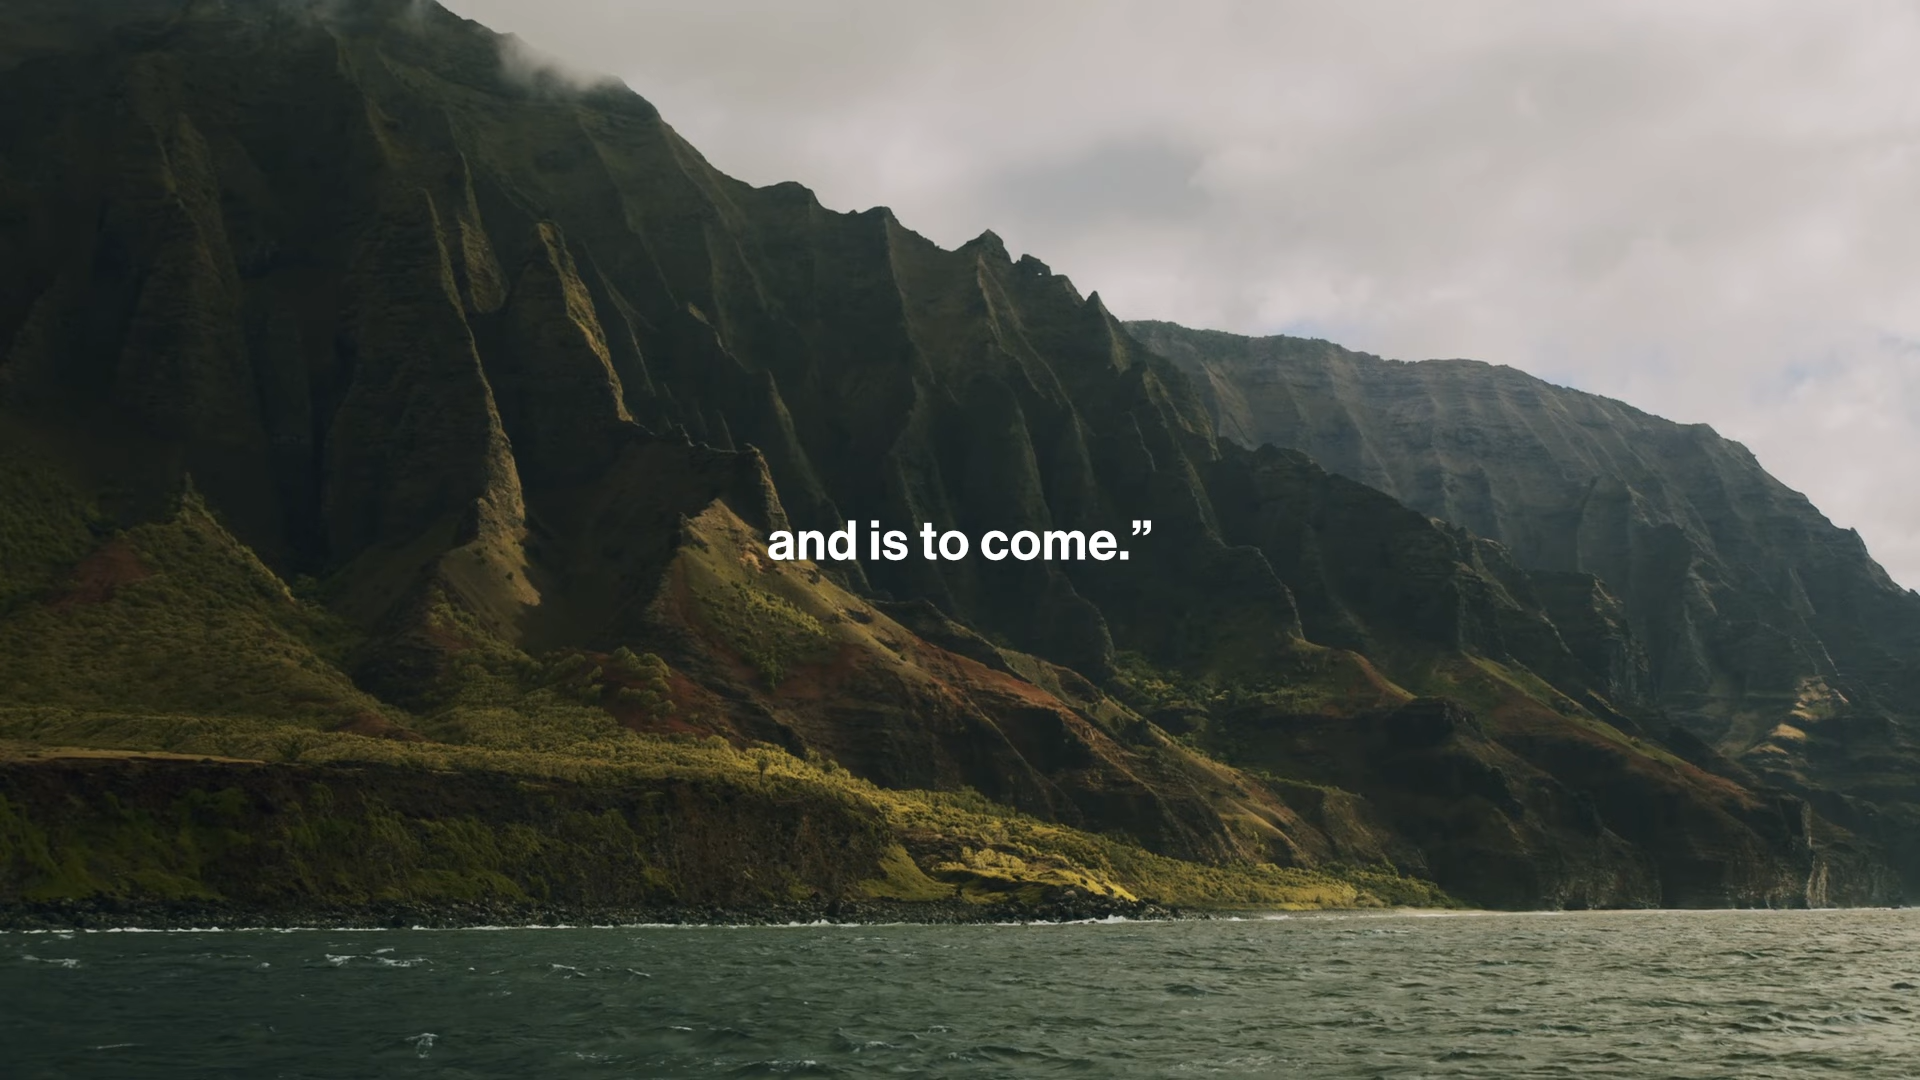 and is to come.”